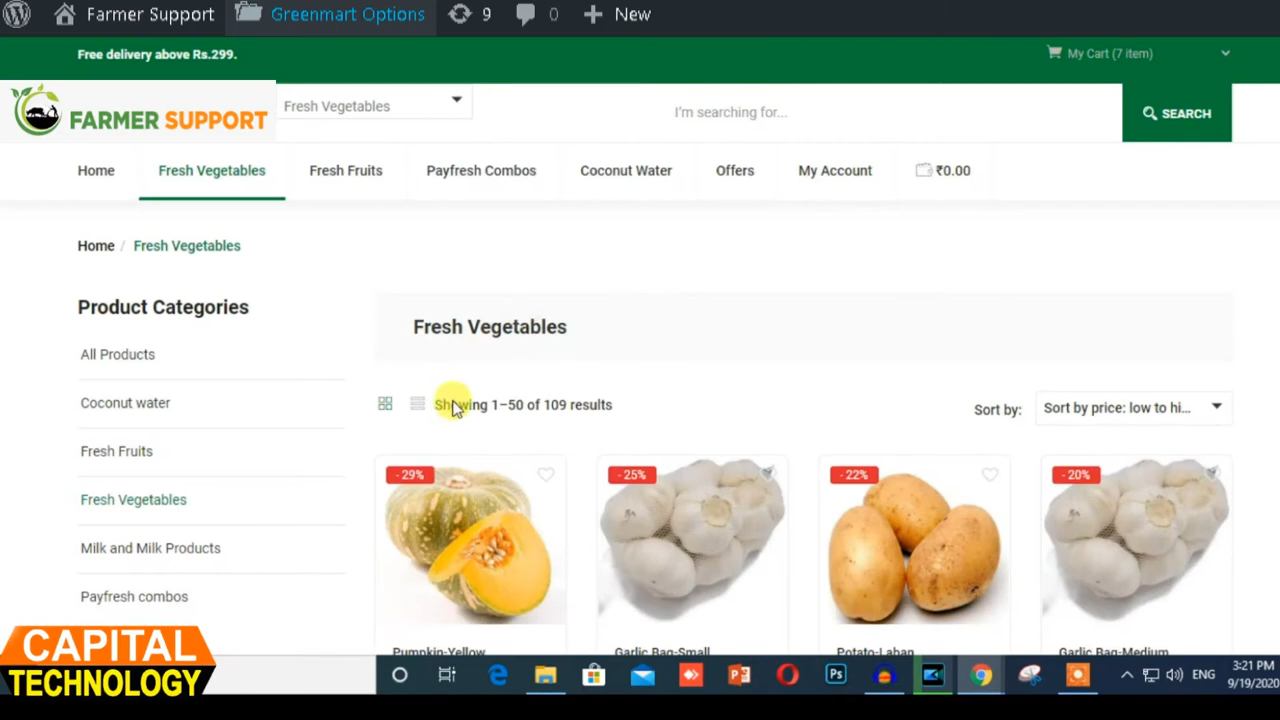 Farmer Support
Greenmart Options
9
0
New
Free delivery above Rs.299.
My Cart (7 item)
FARMER SUPPORT
Fresh Vegetables
I'm searching for...
SEARCH
Home
Fresh Vegetables
Fresh Fruits
Payfresh Combos
Coconut Water
Offers
My Account
₹0.00
Home / Fresh Vegetables
Product Categories
All Products
Coconut water
Fresh Fruits
Fresh Vegetables
Milk and Milk Products
Payfresh combos
Fresh Vegetables
Showing 1–50 of 109 results
Sort by:
Sort by price: low to hi...
- 29%
- 25%
- 22%
- 20%
Pumpkin-Yellow
Garlic Bag-Small
Potato-Laban
Garlic Bag-Medium
CAPITAL
TECHNOLOGY
Ps
ENG
3:21 PM
9/19/2020